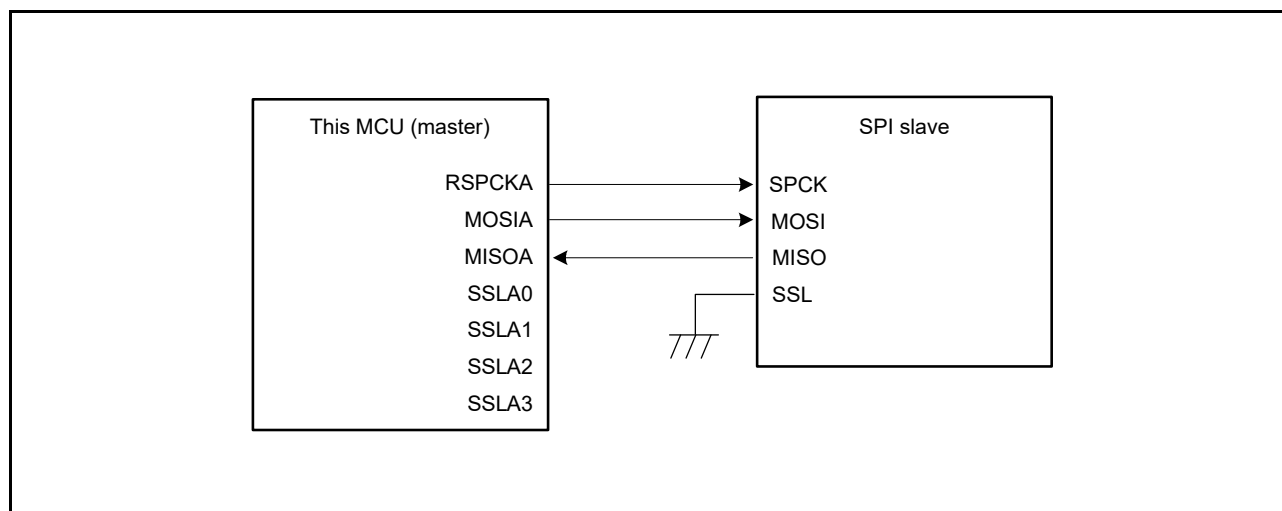 This MCU (master)
RSPCKA
MOSIA
MISOA
SSLA0
SSLA1
SSLA2
SSLA3
SPI slave
SPCK
MOSI
MISO
SSL